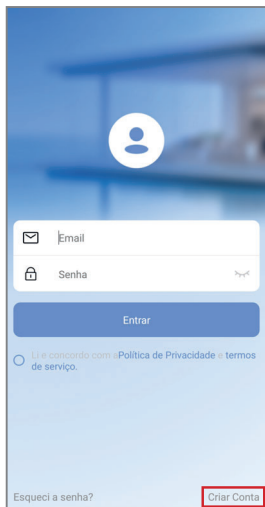 Email
Senha
Entrar
Li e concordo com a Política de Privacidade e termos
de serviço.
Esqueci a senha?
Criar Conta